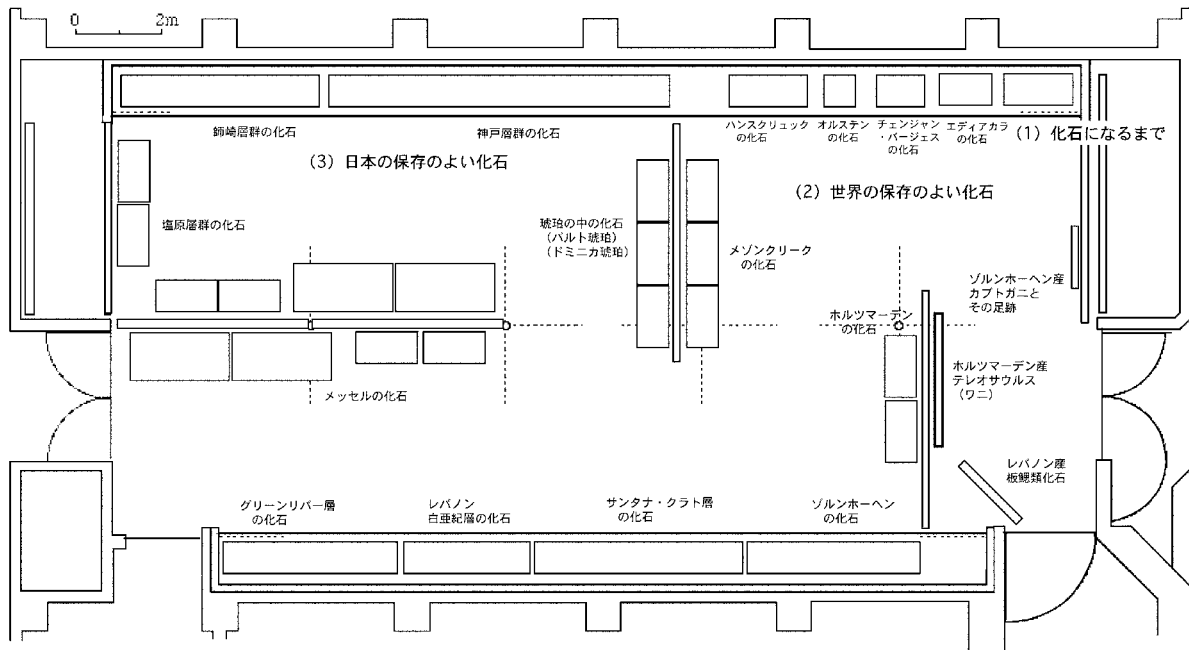 0 2m
師崎層群の化石
神戸層群の化石
ハンスクリュック
の化石
オルステン
の化石
チェンジャン
・バージェス
の化石
エディアカラ
の化石
(1) 化石になるまで
(3) 日本の保存のよい化石
(2) 世界の保存のよい化石
塩原層群の化石
琥珀の中の化石
(バルト琥珀)
(ドミニカ琥珀)
メゾンクリーク
の化石
ゾルンホーヘン産
カブトガニと
その足跡
ホルツマーデン
の化石
ホルツマーデン産
テレオサウルス
(ワニ)
メッセルの化石
レバノン産
板鰓類化石
グリーンリバー層
の化石
レバノン
白亜紀層の化石
サンタナ・クラト層
の化石
ゾルンホーヘン
の化石